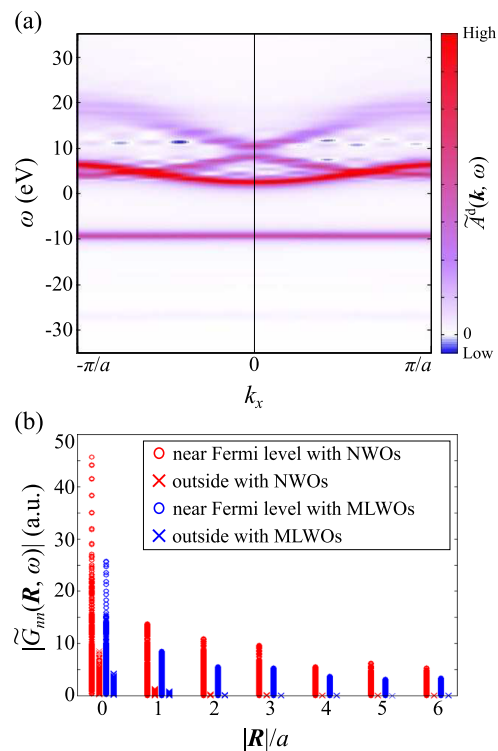 (a)
High
30
20
10
0
-10
-20
-30
ω (eV)
Ã^d(k, ω)
0
Low
-π/a
0
π/a
k_x
(b)
50
40
30
20
10
0
|G̃_nn(R, ω)| (a.u.)
near Fermi level with NWOs
outside with NWOs
near Fermi level with MLWOs
outside with MLWOs
0 1 2 3 4 5 6
|R|/a